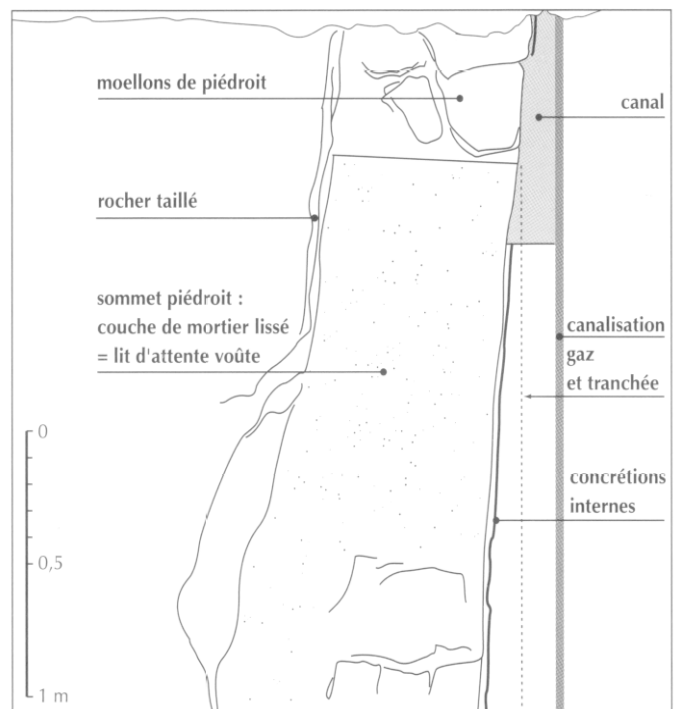 moellons de piédroit
canal
rocher taillé
sommet piédroit :
couche de mortier lissé
= lit d'attente voûte
canalisation
gaz
et tranchée
concrétions
internes
0
0,5
1 m